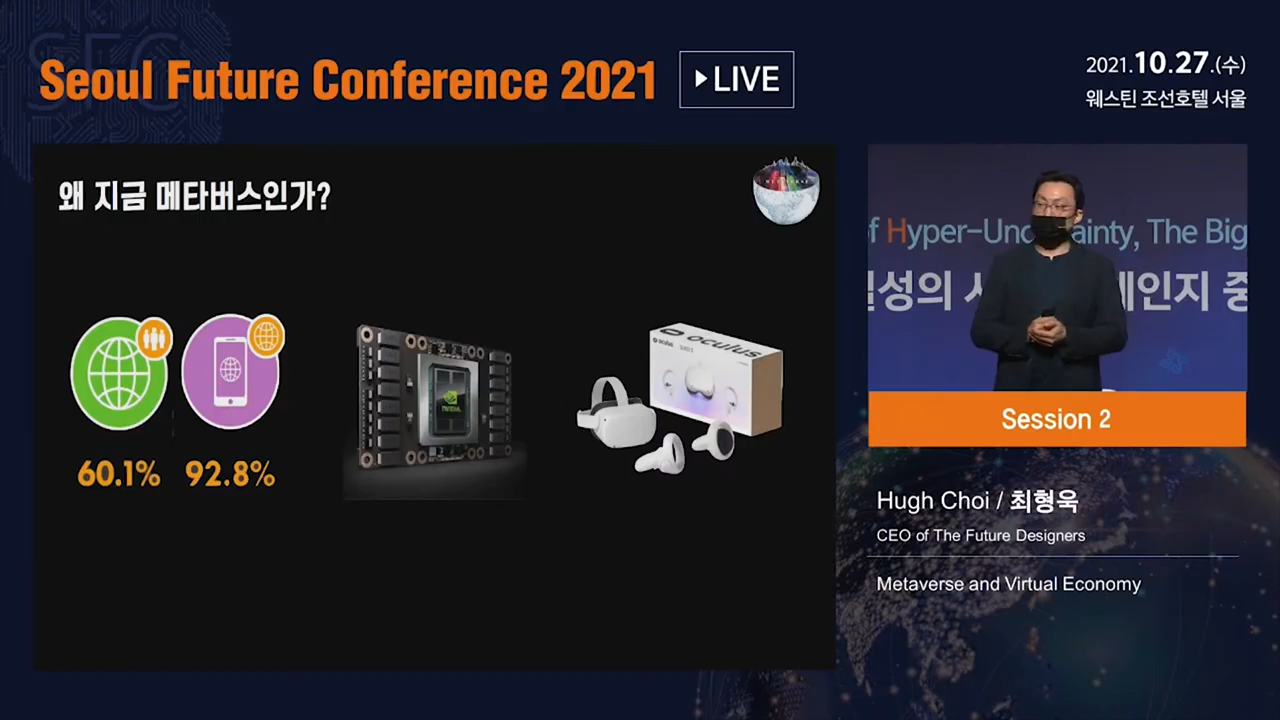 Seoul Future Conference 2021
LIVE
2021.10.27.(수)
웨스틴 조선호텔 서울
왜 지금 메타버스인가?
60.1% 92.8%
NVIDIA
oculus
f Hyper-Unc ainty, The Big
성의 인지 중
Session 2
Hugh Choi / 최형욱
CEO of The Future Designers
Metaverse and Virtual Economy